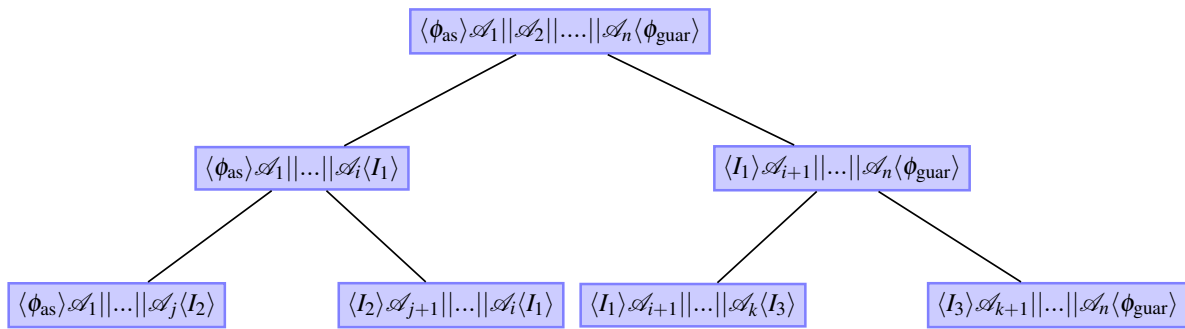 ⟨ϕas⟩𝒜1||𝒜2||....||𝒜n⟨ϕguar⟩
⟨ϕas⟩𝒜1||...||𝒜i⟨I1⟩
⟨I1⟩𝒜i+1||...||𝒜n⟨ϕguar⟩
⟨ϕas⟩𝒜1||...||𝒜j⟨I2⟩
⟨I2⟩𝒜j+1||...||𝒜i⟨I1⟩
⟨I1⟩𝒜i+1||...||𝒜k⟨I3⟩
⟨I3⟩𝒜k+1||...||𝒜n⟨ϕguar⟩